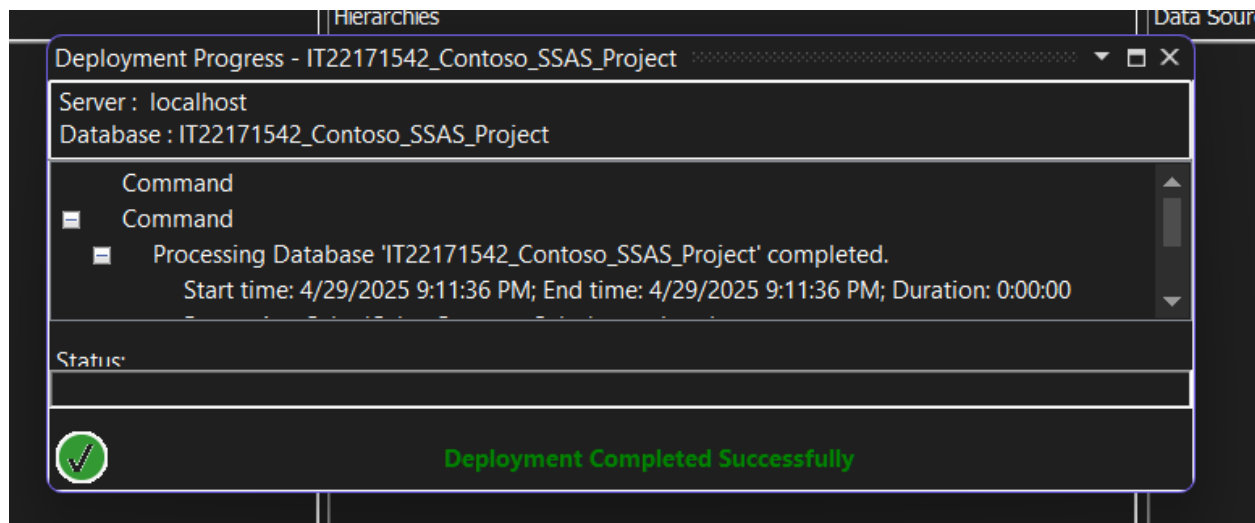 Hierarchies
Deployment Progress - IT22171542_Contoso_SSAS_Project
Server : localhost
Database : IT22171542_Contoso_SSAS_Project
Command
Command
Processing Database 'IT22171542_Contoso_SSAS_Project' completed.
Start time: 4/29/2025 9:11:36 PM; End time: 4/29/2025 9:11:36 PM; Duration: 0:00:00
Status:
Deployment Completed Successfully